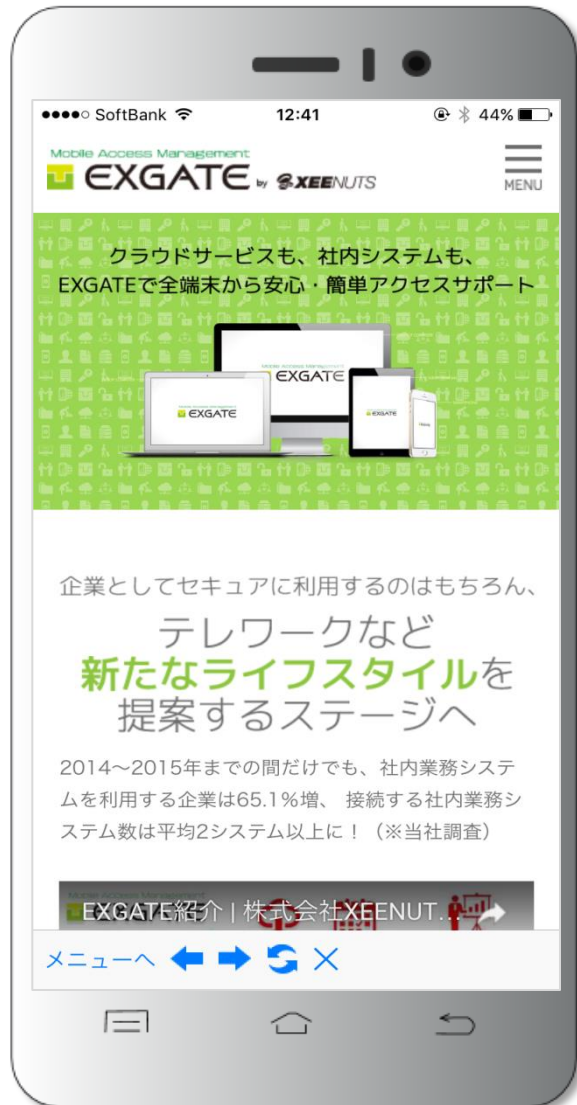 SoftBank 12:41 44%
Mobile Access Management
EXGATE by XEENUTS
MENU
クラウドサービスも、社内システムも、
EXGATEで全端末から安心・簡単アクセスサポート
Mobile Access Management
EXGATE
EXGATE
EXGATE
企業としてセキュアに利用するのはもちろん、
テレワークなど
新たなライフスタイルを
提案するステージへ
2014〜2015年までの間だけでも、社内業務システ
ムを利用する企業は65.1%増、 接続する社内業務シ
ステム数は平均2システム以上に！（※当社調査）
Mobile Access Management
EXGATE
EXGATE紹介 | 株式会社XEENUT...
メニューへ